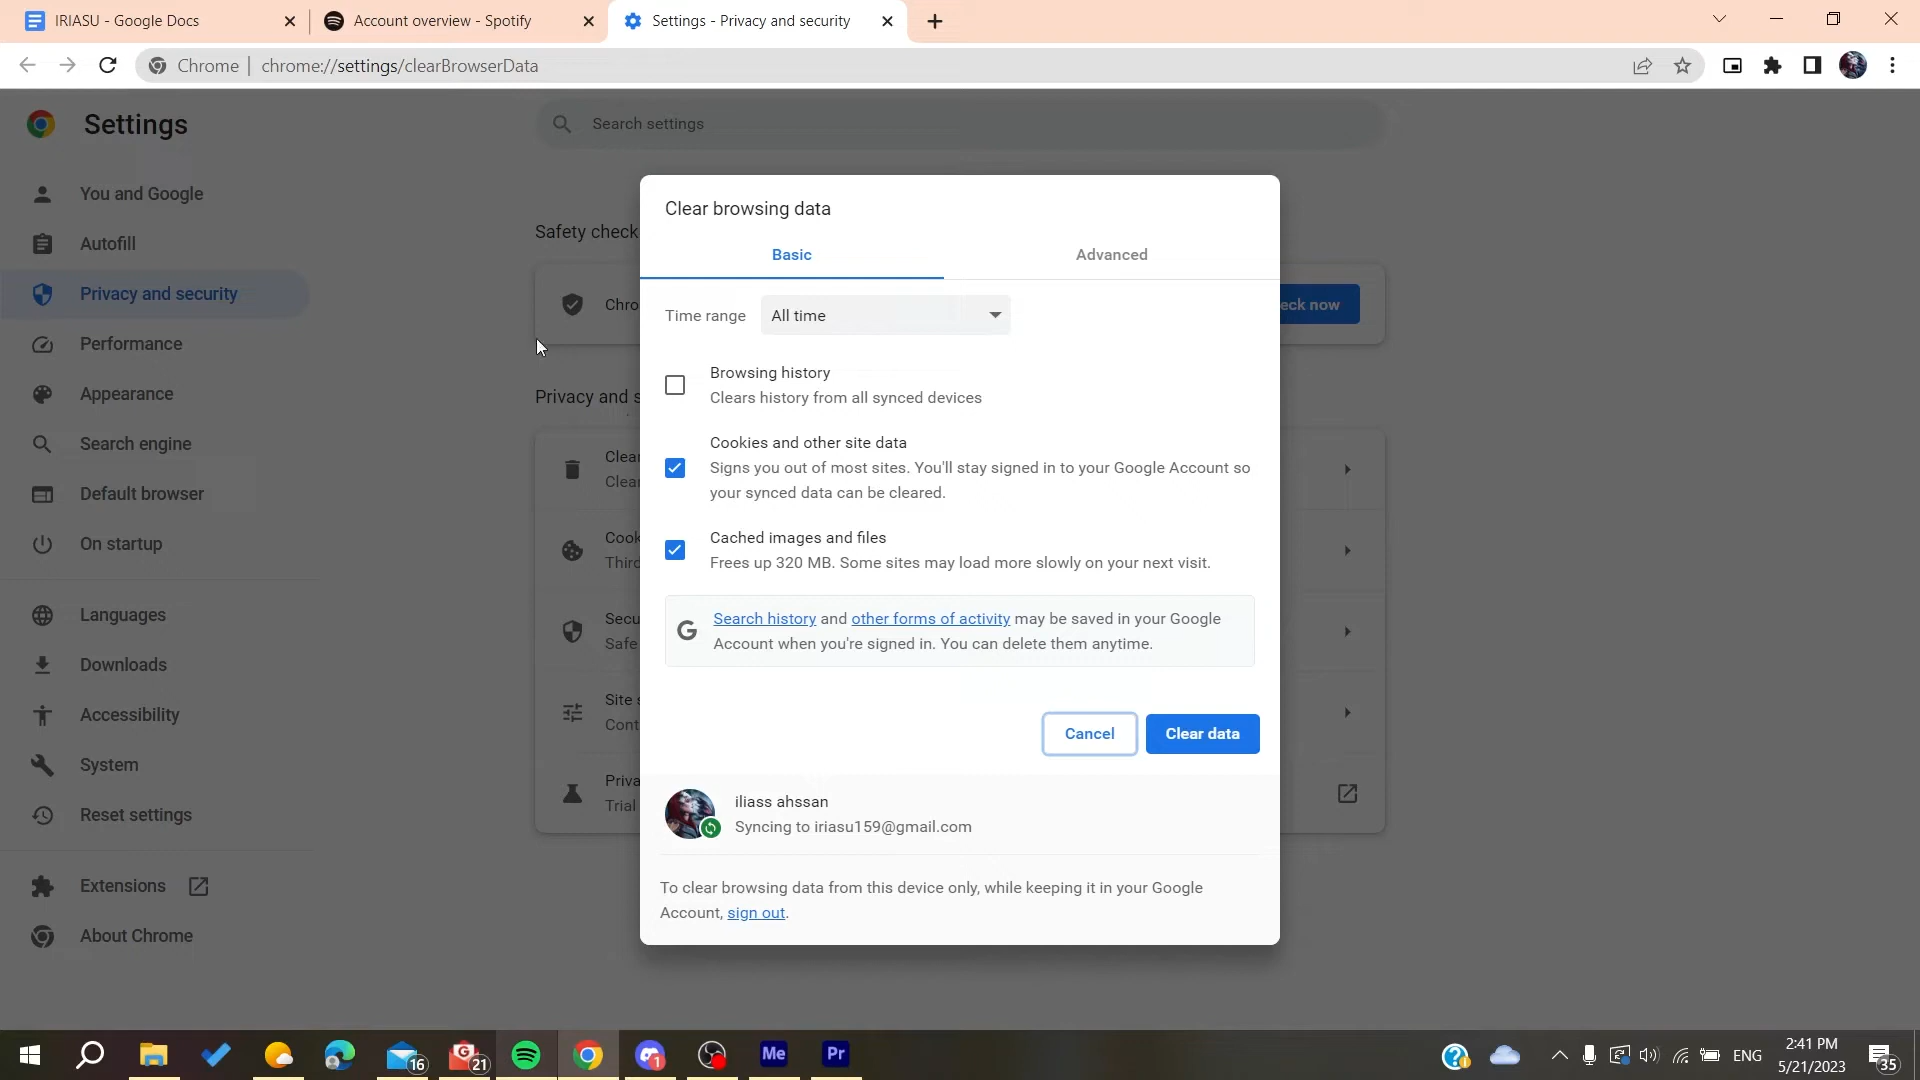 IRIASU - Google Docs
Account overview - Spotify
Settings - Privacy and security
Chrome | chrome://settings/clearBrowserData
Settings
Search settings
You and Google
Autofill
Privacy and security
Performance
Appearance
Search engine
Default browser
On startup
Languages
Downloads
Accessibility
System
Reset settings
Extensions
About Chrome
Safety check
Chro
eck now
Privacy and s
Clear
Clear
Cook
Third
Secu
Safe
Site s
Cont
Priva
Trial
Clear browsing data
Basic
Advanced
Time range
All time
Browsing history
Clears history from all synced devices
Cookies and other site data
Signs you out of most sites. You'll stay signed in to your Google Account so
your synced data can be cleared.
Cached images and files
Frees up 320 MB. Some sites may load more slowly on your next visit.
G
Search history and other forms of activity may be saved in your Google
Account when you're signed in. You can delete them anytime.
Cancel
Clear data
iliass ahssan
Syncing to iriasu159@gmail.com
To clear browsing data from this device only, while keeping it in your Google
Account, sign out.
16
21
1
Me
Pr
ENG
2:41 PM
5/21/2023
35